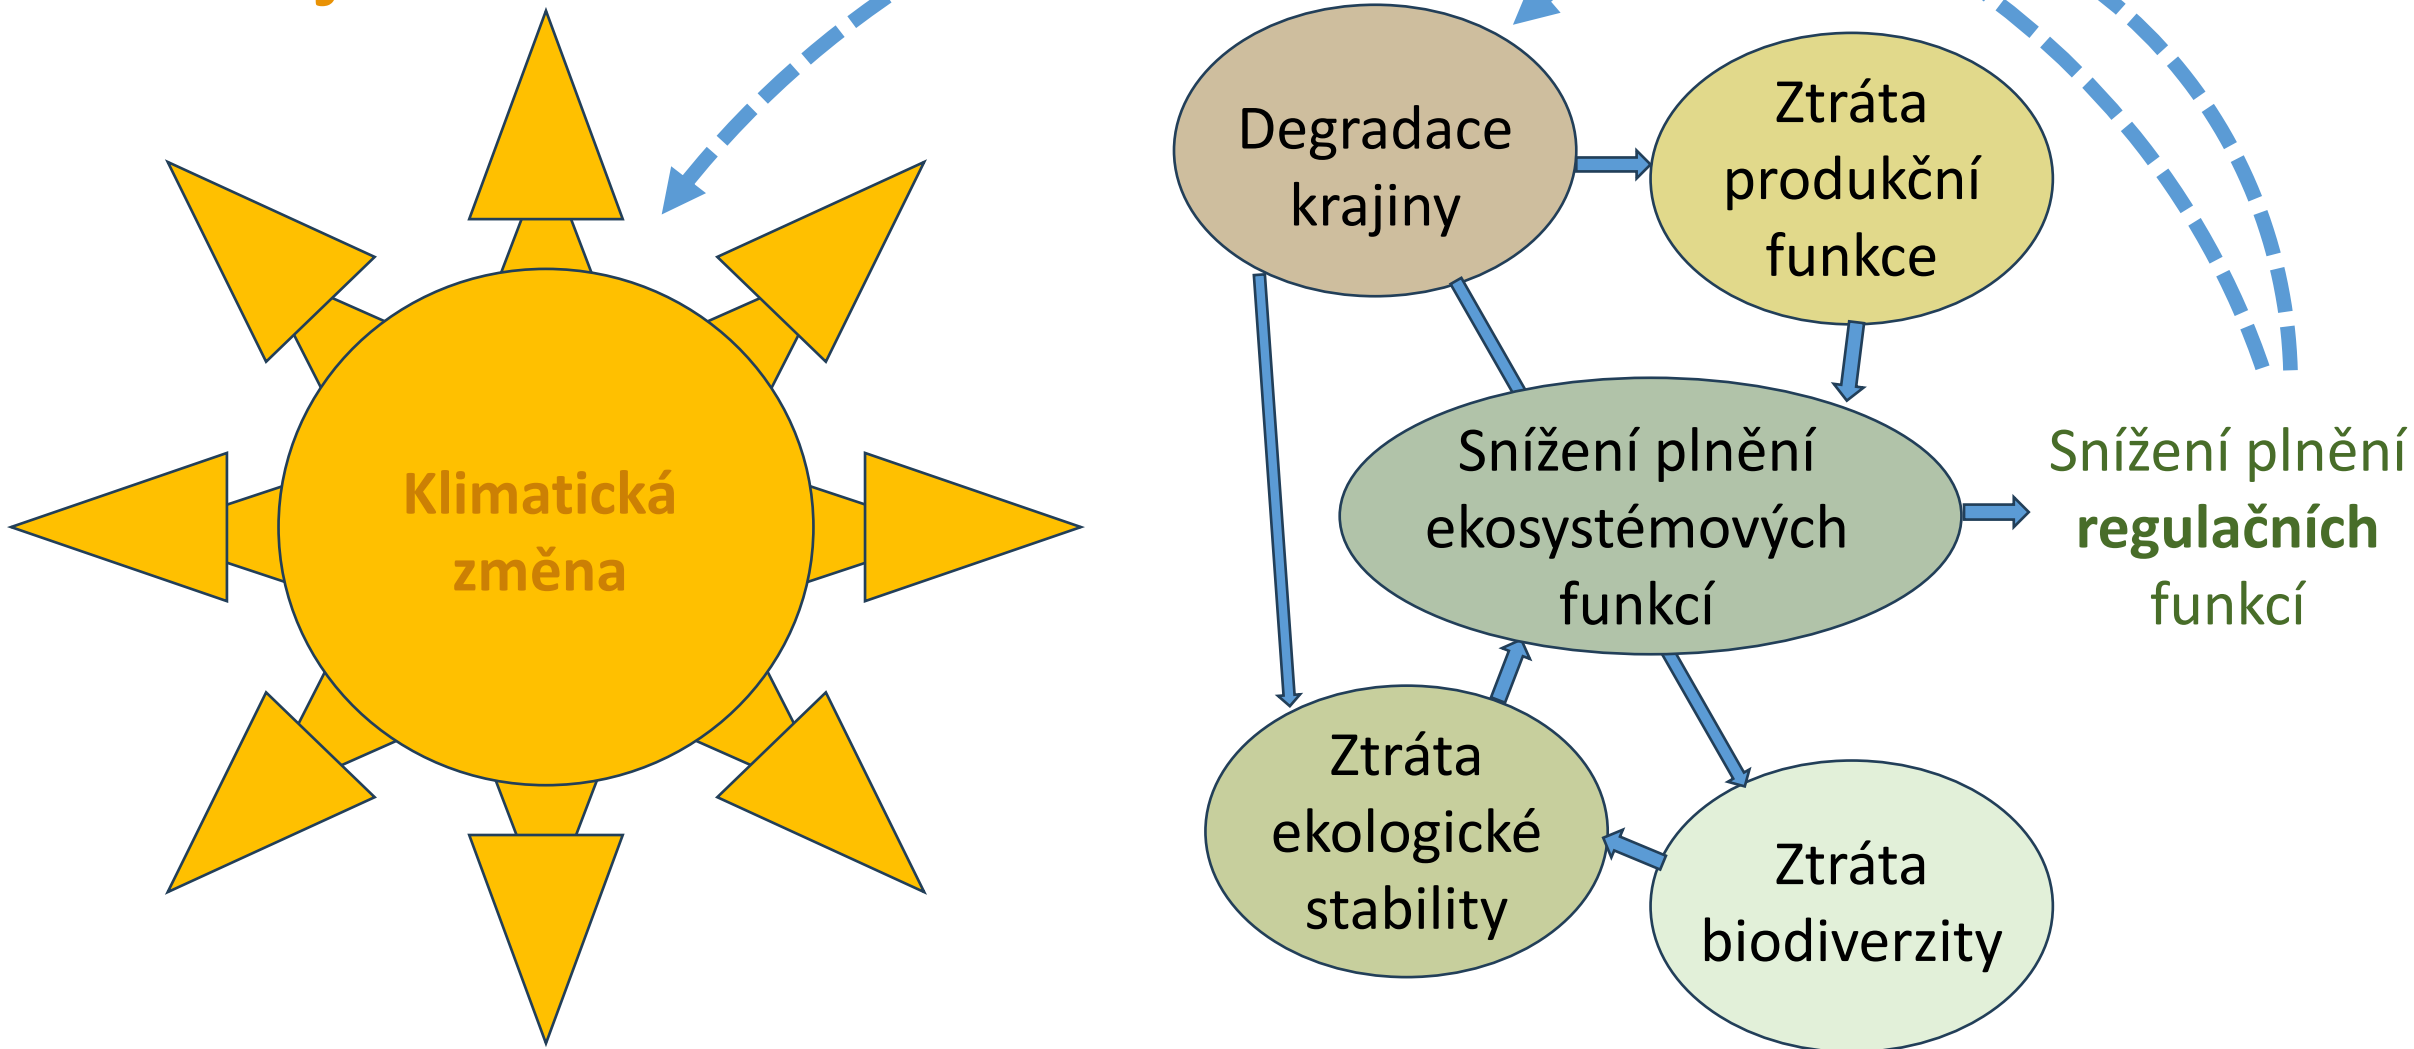 Klimatická
změna
Degradace
krajiny
Ztráta
produkční
funkce
Snížení plnění
ekosystémových
funkcí
Snížení plnění
regulačních
funkcí
Ztráta
ekologické
stability
Ztráta
biodiverzity